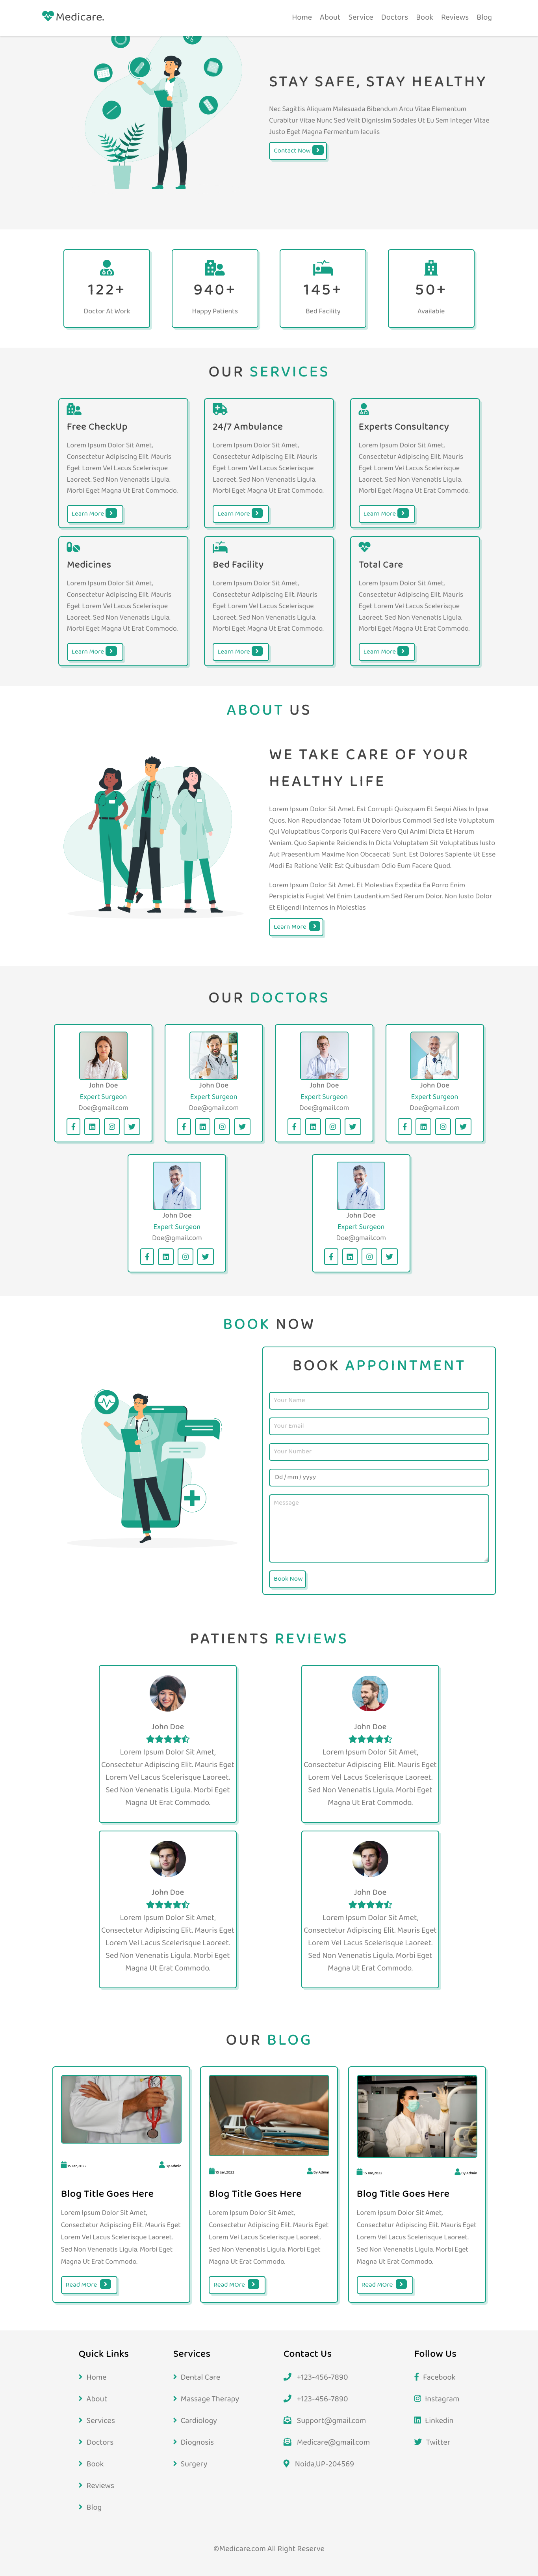 Medicare.
Home About Service Doctors Book Reviews Blog
STAY SAFE, STAY HEALTHY
Nec Sagittis Aliquam Malesuada Bibendum Arcu Vitae Elementum
Curabitur Vitae Nunc Sed Velit Dignissim Sodales Ut Eu Sem Integer Vitae
Justo Eget Magna Fermentum Iaculis
Contact Now
122+
Doctor At Work
940+
Happy Patients
145+
Bed Facility
50+
Available
OUR SERVICES
Free CheckUp
Lorem Ipsum Dolor Sit Amet,
Consectetur Adipiscing Elit. Mauris
Eget Lorem Vel Lacus Scelerisque
Laoreet. Sed Non Venenatis Ligula.
Morbi Eget Magna Ut Erat Commodo.
Learn More
24/7 Ambulance
Lorem Ipsum Dolor Sit Amet,
Consectetur Adipiscing Elit. Mauris
Eget Lorem Vel Lacus Scelerisque
Laoreet. Sed Non Venenatis Ligula.
Morbi Eget Magna Ut Erat Commodo.
Learn More
Experts Consultancy
Lorem Ipsum Dolor Sit Amet,
Consectetur Adipiscing Elit. Mauris
Eget Lorem Vel Lacus Scelerisque
Laoreet. Sed Non Venenatis Ligula.
Morbi Eget Magna Ut Erat Commodo.
Learn More
Medicines
Lorem Ipsum Dolor Sit Amet,
Consectetur Adipiscing Elit. Mauris
Eget Lorem Vel Lacus Scelerisque
Laoreet. Sed Non Venenatis Ligula.
Morbi Eget Magna Ut Erat Commodo.
Learn More
Bed Facility
Lorem Ipsum Dolor Sit Amet,
Consectetur Adipiscing Elit. Mauris
Eget Lorem Vel Lacus Scelerisque
Laoreet. Sed Non Venenatis Ligula.
Morbi Eget Magna Ut Erat Commodo.
Learn More
Total Care
Lorem Ipsum Dolor Sit Amet,
Consectetur Adipiscing Elit. Mauris
Eget Lorem Vel Lacus Scelerisque
Laoreet. Sed Non Venenatis Ligula.
Morbi Eget Magna Ut Erat Commodo.
Learn More
ABOUT US
WE TAKE CARE OF YOUR
HEALTHY LIFE
Lorem Ipsum Dolor Sit Amet. Est Corrupti Quisquam Et Sequi Alias In Ipsa
Quos. Non Repudiandae Totam Ut Doloribus Commodi Sed Iste Voluptatum
Qui Voluptatibus Corporis Qui Facere Vero Qui Animi Dicta Et Harum
Veniam. Quo Sapiente Reiciendis In Dicta Voluptatem Sit Voluptatibus Iusto
Aut Praesentium Maxime Non Obcaecati Sunt. Est Dolores Sapiente Ut Esse
Modi Ea Ratione Velit Est Quibusdam Odio Eum Facere Quod.
Lorem Ipsum Dolor Sit Amet. Et Molestias Expedita Ea Porro Enim
Perspiciatis Fugiat Vel Enim Laudantium Sed Rerum Dolor. Non Iusto Dolor
Et Eligendi Internos In Molestias
Learn More
OUR DOCTORS
John Doe
Expert Surgeon
Doe@gmail.com
John Doe
Expert Surgeon
Doe@gmail.com
John Doe
Expert Surgeon
Doe@gmail.com
John Doe
Expert Surgeon
Doe@gmail.com
John Doe
Expert Surgeon
Doe@gmail.com
John Doe
Expert Surgeon
Doe@gmail.com
BOOK NOW
BOOK APPOINTMENT
Your Name
Your Email
Your Number
Dd / mm / yyyy
Message
Book Now
PATIENTS REVIEWS
John Doe
Lorem Ipsum Dolor Sit Amet,
Consectetur Adipiscing Elit. Mauris Eget
Lorem Vel Lacus Scelerisque Laoreet.
Sed Non Venenatis Ligula. Morbi Eget
Magna Ut Erat Commodo.
John Doe
Lorem Ipsum Dolor Sit Amet,
Consectetur Adipiscing Elit. Mauris Eget
Lorem Vel Lacus Scelerisque Laoreet.
Sed Non Venenatis Ligula. Morbi Eget
Magna Ut Erat Commodo.
John Doe
Lorem Ipsum Dolor Sit Amet,
Consectetur Adipiscing Elit. Mauris Eget
Lorem Vel Lacus Scelerisque Laoreet.
Sed Non Venenatis Ligula. Morbi Eget
Magna Ut Erat Commodo.
John Doe
Lorem Ipsum Dolor Sit Amet,
Consectetur Adipiscing Elit. Mauris Eget
Lorem Vel Lacus Scelerisque Laoreet.
Sed Non Venenatis Ligula. Morbi Eget
Magna Ut Erat Commodo.
OUR BLOG
15 Jan,2022 By Admin
Blog Title Goes Here
Lorem Ipsum Dolor Sit Amet,
Consectetur Adipiscing Elit. Mauris Eget
Lorem Vel Lacus Scelerisque Laoreet.
Sed Non Venenatis Ligula. Morbi Eget
Magna Ut Erat Commodo.
Read MOre
15 Jan,2022 By Admin
Blog Title Goes Here
Lorem Ipsum Dolor Sit Amet,
Consectetur Adipiscing Elit. Mauris Eget
Lorem Vel Lacus Scelerisque Laoreet.
Sed Non Venenatis Ligula. Morbi Eget
Magna Ut Erat Commodo.
Read MOre
15 Jan,2022 By Admin
Blog Title Goes Here
Lorem Ipsum Dolor Sit Amet,
Consectetur Adipiscing Elit. Mauris Eget
Lorem Vel Lacus Scelerisque Laoreet.
Sed Non Venenatis Ligula. Morbi Eget
Magna Ut Erat Commodo.
Read MOre
Quick Links
Home
About
Services
Doctors
Book
Reviews
Blog
Services
Dental Care
Massage Therapy
Cardiology
Diognosis
Surgery
Contact Us
+123-456-7890
+123-456-7890
Support@gmail.com
Medicare@gmail.com
Noida,UP-204569
Follow Us
Facebook
Instagram
Linkedin
Twitter
©Medicare.com All Right Reserve